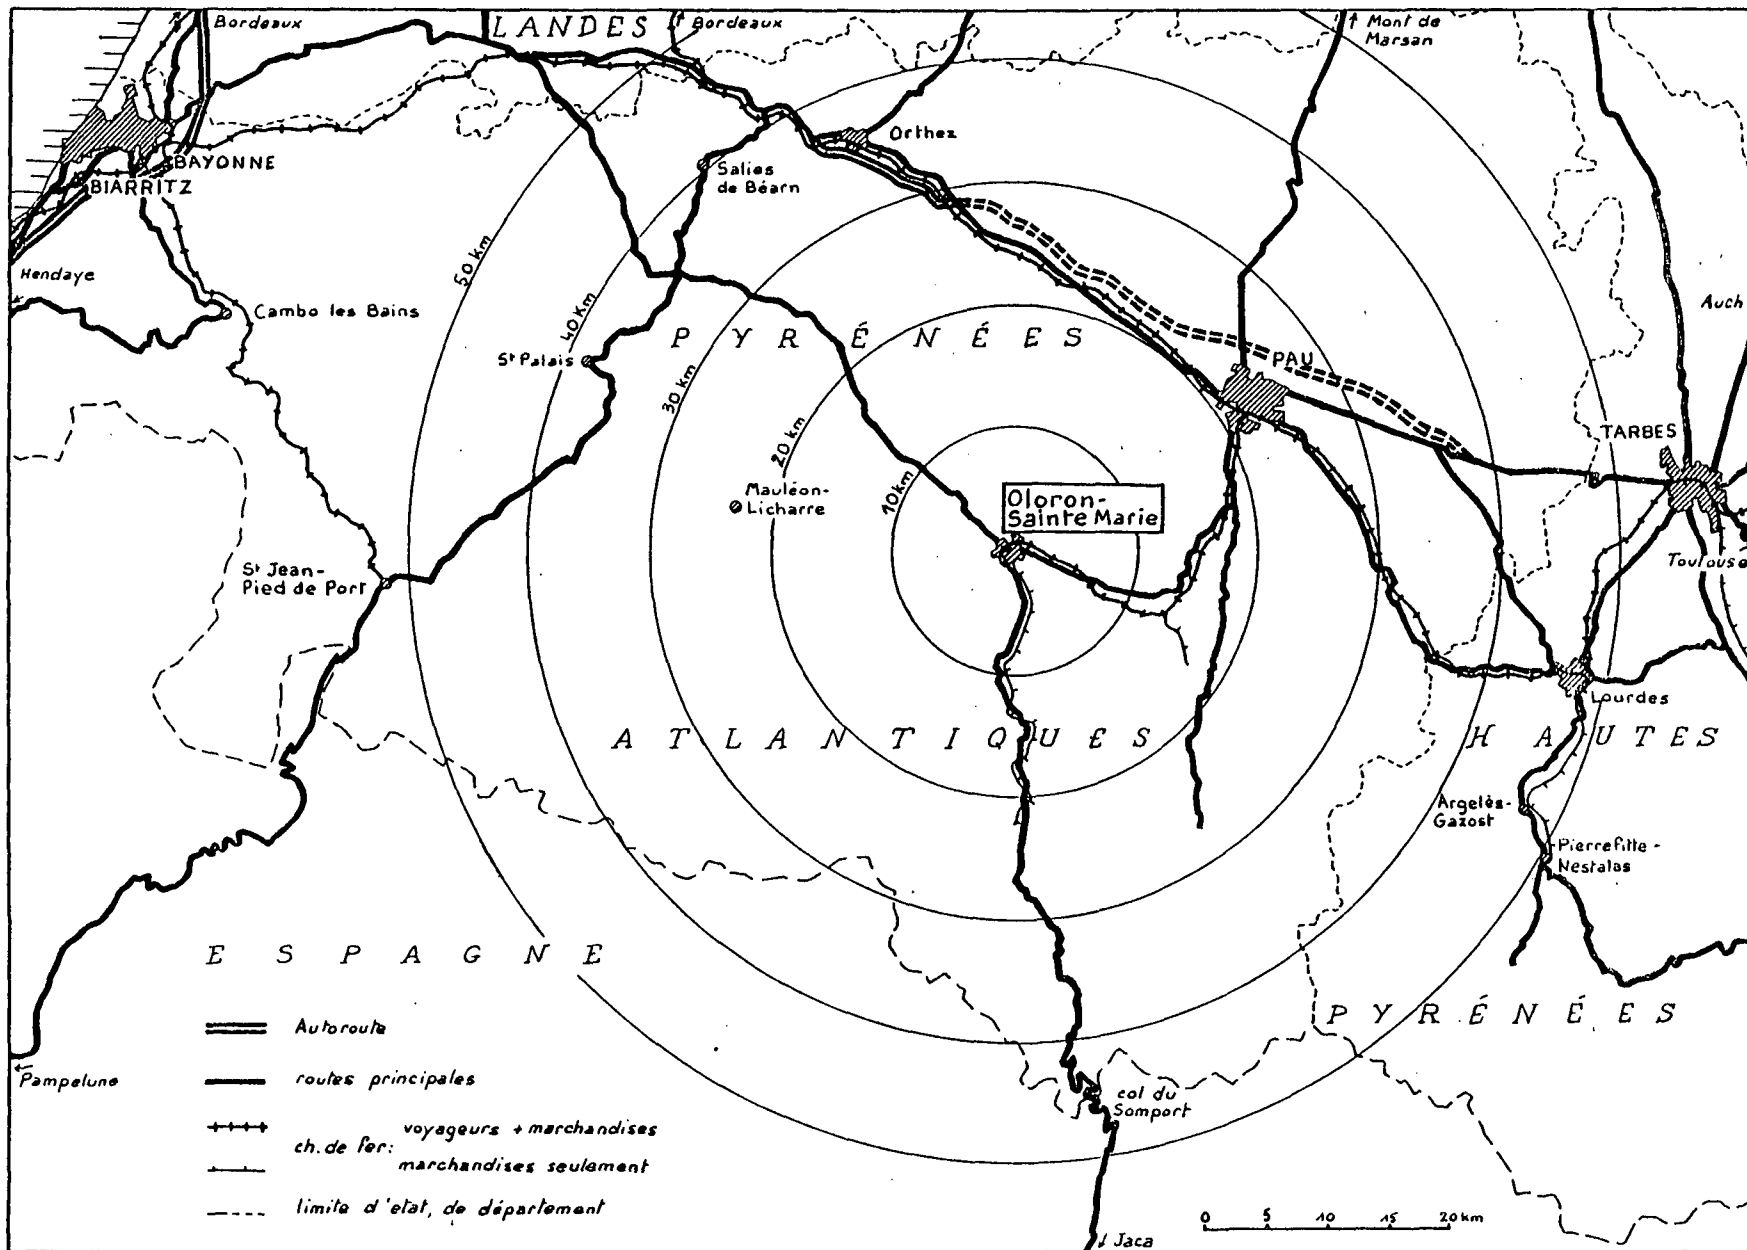 Bordeaux
LANDES
Bordeaux
Mont de
Marsan
Orthez
BAYONNE
BIARRITZ
Salies
de Béarn
50 km
Hendaye
Cambo les Bains
40 km
Auch
PYRÉNÉES
St Palais
PAU
30 km
TARBES
20 km
10 km
Mauléon-
Licharre
Oloron-
Sainte Marie
St Jean-
Pied de Port
Toulouse
Lourdes
ATLANTIQUES
HAUTES
Argelès-
Gazost
Pierrefitte-
Nestalas
ESPAGNE
PYRÉNÉES
Autoroute
routes principales
Pampelune
col du
Somport
voyageurs + marchandises
ch. de fer:
marchandises seulement
limite d'etat, de département
0 5 10 15 20 km
Jaca